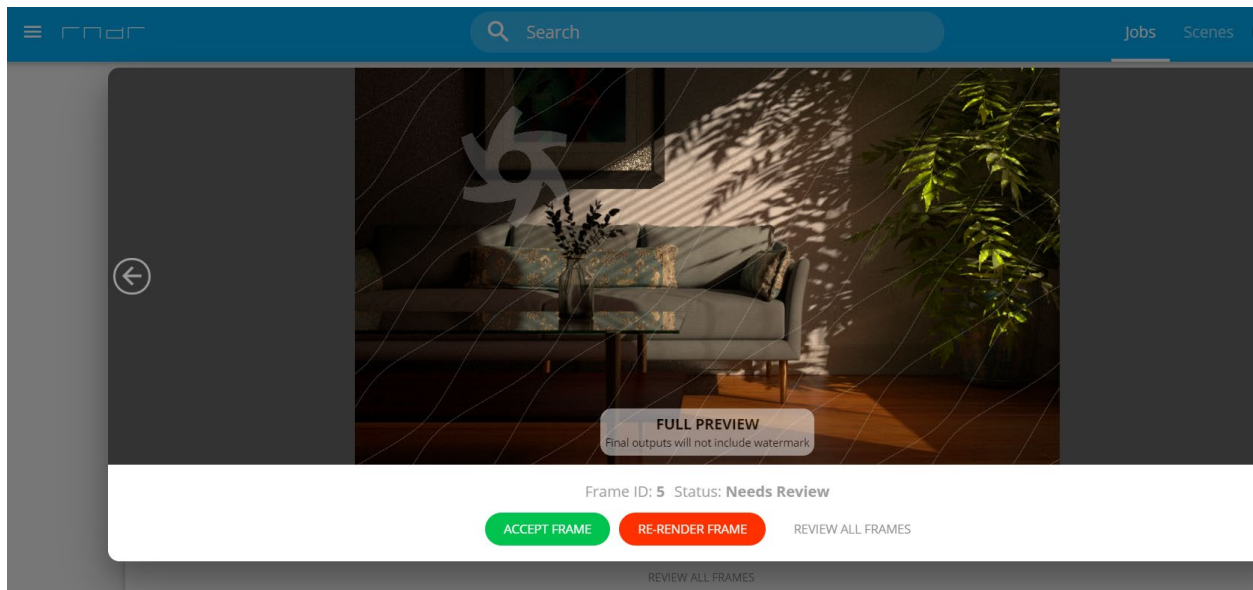 rndr
Search
Jobs Scenes
FULL PREVIEW
Final outputs will not include watermark
Frame ID: 5 Status: Needs Review
ACCEPT FRAME RE-RENDER FRAME REVIEW ALL FRAMES
REVIEW ALL FRAMES